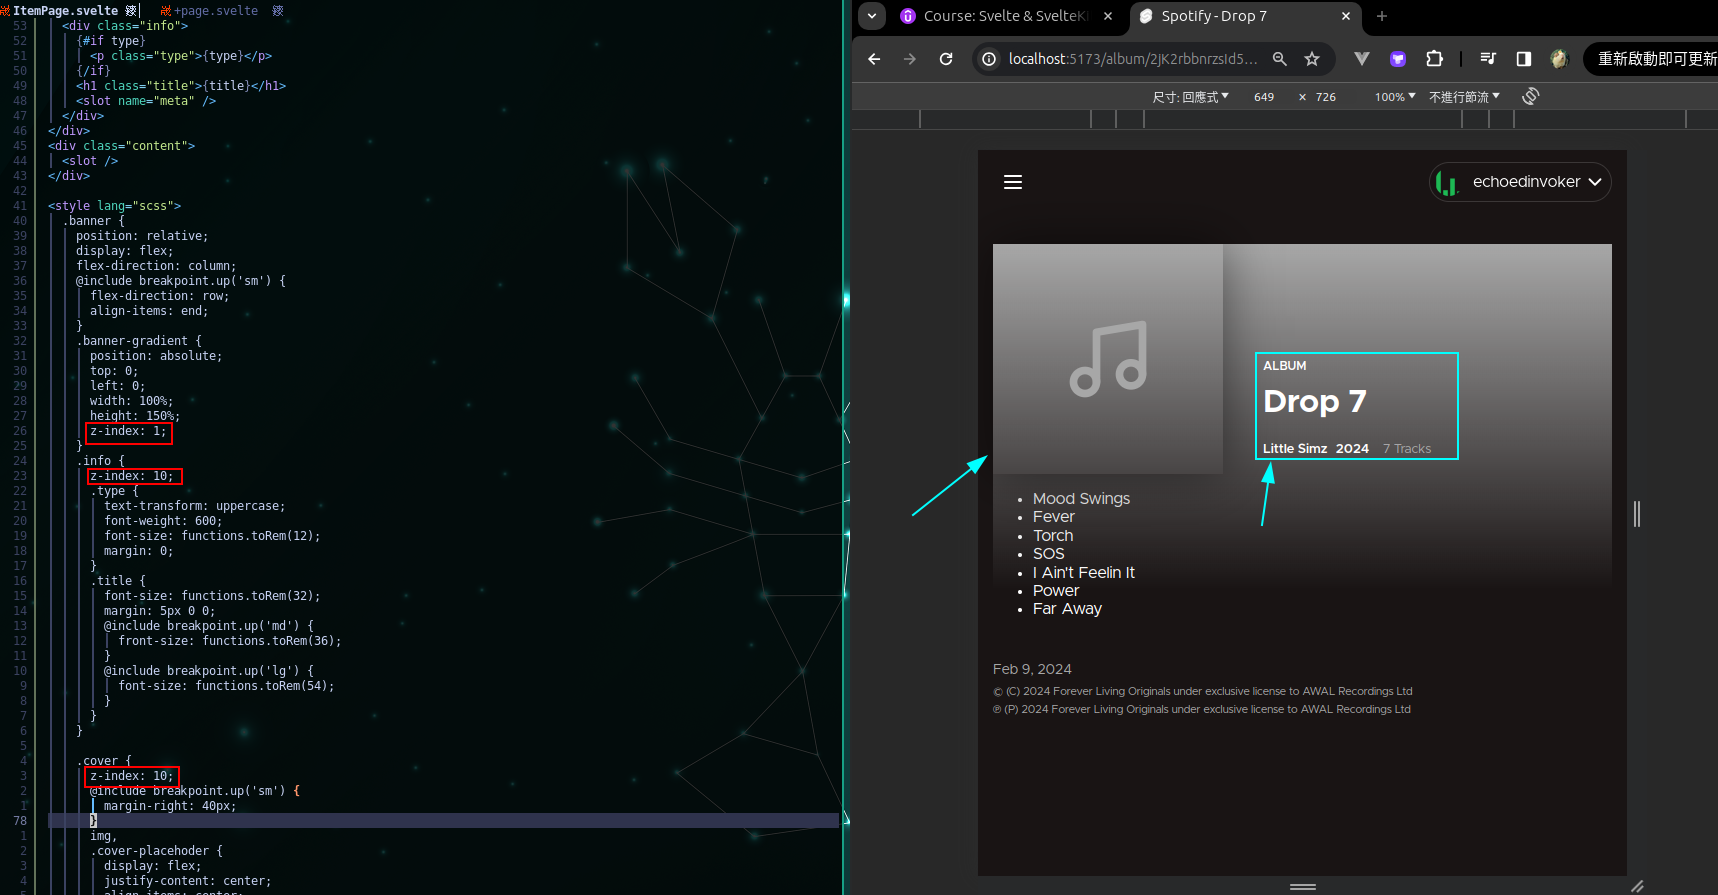 ItemPage.svelte
+page.svelte
53 <div class="info">
52 {#if type}
51 <p class="type">{type}</p>
50 {/if}
49 <h1 class="title">{title}</h1>
48 <slot name="meta" />
47 </div>
46 </div>
45 <div class="content">
44 <slot />
43 </div>
42
41 <style lang="scss">
40 .banner {
39 position: relative;
38 display: flex;
37 flex-direction: column;
36 @include breakpoint.up('sm') {
35 flex-direction: row;
34 align-items: end;
33 }
32 .banner-gradient {
31 position: absolute;
30 top: 0;
29 left: 0;
28 width: 100%;
27 height: 150%;
26 z-index: 1;
25 }
24 .info {
23 z-index: 10;
22 .type {
21 text-transform: uppercase;
20 font-weight: 600;
19 font-size: functions.toRem(12);
18 margin: 0;
17 }
16 .title {
15 font-size: functions.toRem(32);
14 margin: 5px 0 0;
13 @include breakpoint.up('md') {
12 front-size: functions.toRem(36);
11 }
10 @include breakpoint.up('lg') {
9 font-size: functions.toRem(54);
8 }
7 }
6 }
5
4 .cover {
3 z-index: 10;
2 @include breakpoint.up('sm') {
1 margin-right: 40px;
78 }
1 img,
2 .cover-placehoder {
3 display: flex;
4 justify-content: center;
5 align-items: center;
Course: Svelte & SvelteKi
Spotify - Drop 7
localhost:5173/album/2JK2rbbnrzsId5...
重新啟動即可更新
尺寸: 回應式 649 × 726 100% 不進行節流
echoedinvoker
ALBUM
Drop 7
Little Simz 2024 7 Tracks
• Mood Swings
• Fever
• Torch
• SOS
• I Ain't Feelin It
• Power
• Far Away
Feb 9, 2024
© (C) 2024 Forever Living Originals under exclusive license to AWAL Recordings Ltd
℗ (P) 2024 Forever Living Originals under exclusive license to AWAL Recordings Ltd